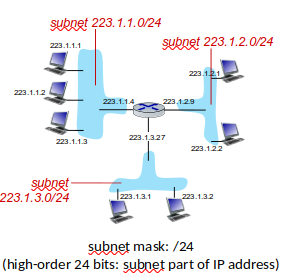 subnet 223.1.1.0/24
subnet 223.1.2.0/24
223.1.1.1
223.1.2.1
223.1.1.2
223.1.1.4
223.1.2.9
223.1.1.3
223.1.2.2
223.1.3.27
subnet
223.1.3.0/24
223.1.3.1
223.1.3.2
subnet mask: /24
(high-order 24 bits: subnet part of IP address)